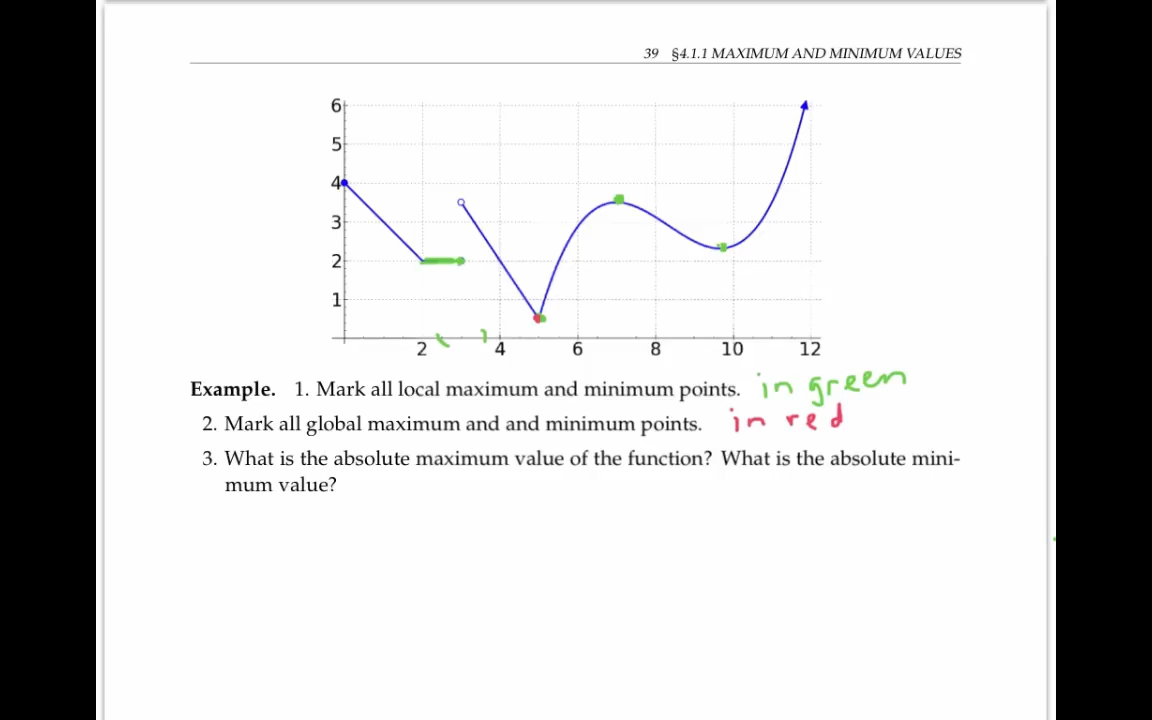 39 §4.1.1 MAXIMUM AND MINIMUM VALUES
6
5
4
3
2
1
2 4 6 8 10 12
Example. 1. Mark all local maximum and minimum points. in green
2. Mark all global maximum and and minimum points. in red
3. What is the absolute maximum value of the function? What is the absolute mini-
mum value?